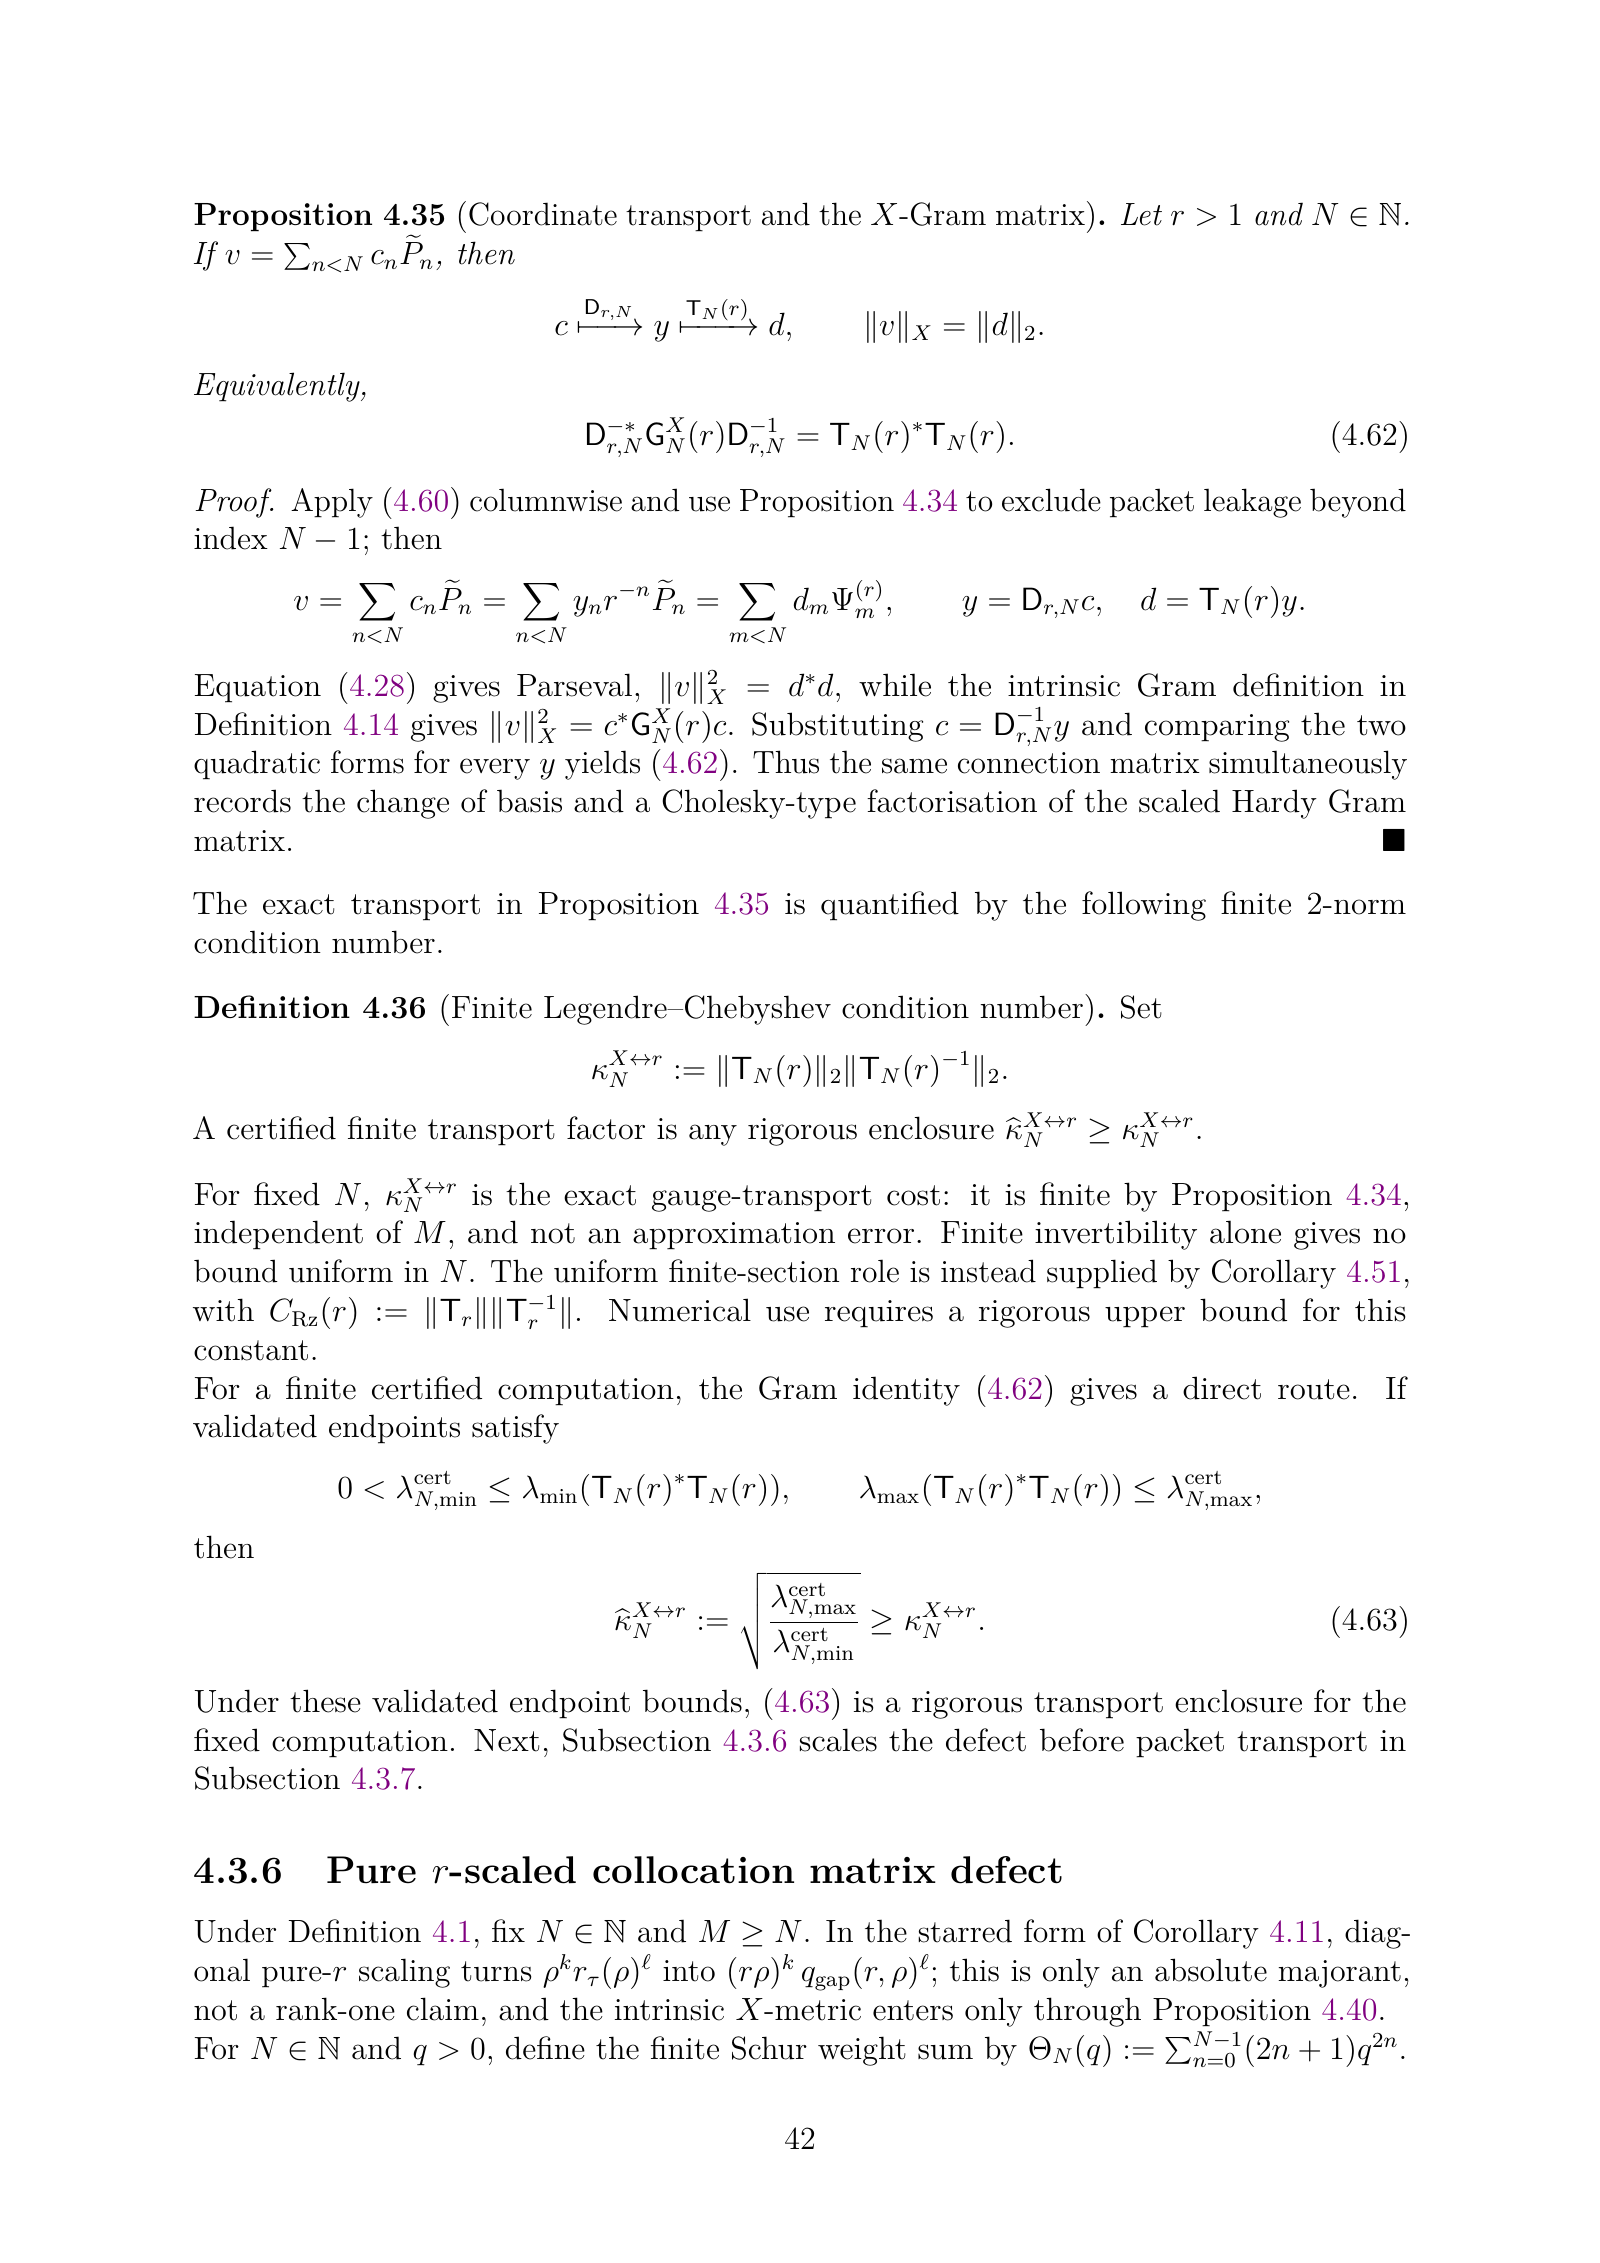 Proposition 4.35 (Coordinate transport and the X-Gram matrix). Let r > 1 and N ∈ ℕ.
If v = ∑_{n<N} c_n P̃_n, then
c ⟼^{D_{r,N}} y ⟼^{T_N(r)} d,  ‖v‖_X = ‖d‖_2.
Equivalently,
D_{r,N}^{−*} G_N^X(r) D_{r,N}^{−1} = T_N(r)^* T_N(r). (4.62)
Proof. Apply (4.60) columnwise and use Proposition 4.34 to exclude packet leakage beyond
index N − 1; then
v = ∑_{n<N} c_n P̃_n = ∑_{n<N} y_n r^{−n} P̃_n = ∑_{m<N} d_m Ψ_m^{(r)},  y = D_{r,N} c,  d = T_N(r) y.
Equation (4.28) gives Parseval, ‖v‖_X^2 = d^* d, while the intrinsic Gram definition in
Definition 4.14 gives ‖v‖_X^2 = c^* G_N^X(r) c. Substituting c = D_{r,N}^{−1} y and comparing the two
quadratic forms for every y yields (4.62). Thus the same connection matrix simultaneously
records the change of basis and a Cholesky-type factorisation of the scaled Hardy Gram
matrix. ■
The exact transport in Proposition 4.35 is quantified by the following finite 2-norm
condition number.
Definition 4.36 (Finite Legendre–Chebyshev condition number). Set
κ_N^{X↔r} := ‖T_N(r)‖_2 ‖T_N(r)^{−1}‖_2.
A certified finite transport factor is any rigorous enclosure κ̂_N^{X↔r} ≥ κ_N^{X↔r}.
For fixed N, κ_N^{X↔r} is the exact gauge-transport cost: it is finite by Proposition 4.34,
independent of M, and not an approximation error. Finite invertibility alone gives no
bound uniform in N. The uniform finite-section role is instead supplied by Corollary 4.51,
with C_{Rz}(r) := ‖T_r‖‖T_r^{−1}‖. Numerical use requires a rigorous upper bound for this
constant.
For a finite certified computation, the Gram identity (4.62) gives a direct route. If
validated endpoints satisfy
0 < λ_{N,min}^{cert} ≤ λ_{min}(T_N(r)^* T_N(r)),  λ_{max}(T_N(r)^* T_N(r)) ≤ λ_{N,max}^{cert},
then
κ̂_N^{X↔r} := √(λ_{N,max}^{cert} / λ_{N,min}^{cert}) ≥ κ_N^{X↔r}. (4.63)
Under these validated endpoint bounds, (4.63) is a rigorous transport enclosure for the
fixed computation. Next, Subsection 4.3.6 scales the defect before packet transport in
Subsection 4.3.7.
4.3.6 Pure r-scaled collocation matrix defect
Under Definition 4.1, fix N ∈ ℕ and M ≥ N. In the starred form of Corollary 4.11, diag-
onal pure-r scaling turns ρ^k r_τ(ρ)^ℓ into (rρ)^k q_{gap}(r, ρ)^ℓ; this is only an absolute majorant,
not a rank-one claim, and the intrinsic X-metric enters only through Proposition 4.40.
For N ∈ ℕ and q > 0, define the finite Schur weight sum by Θ_N(q) := ∑_{n=0}^{N−1}(2n + 1)q^{2n}.
42